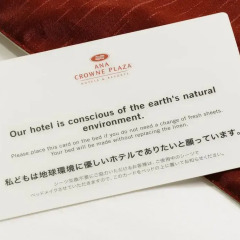 ANA
CROWNE PLAZA
HOTELS & RESORTS
Our hotel is conscious of the earth's natural
environment.
Please place this card on the bed if you do not need a change of fresh sheets.
Your bed will be made without replacing the linen.
私どもは地球環境に優しいホテルでありたいと願っています。